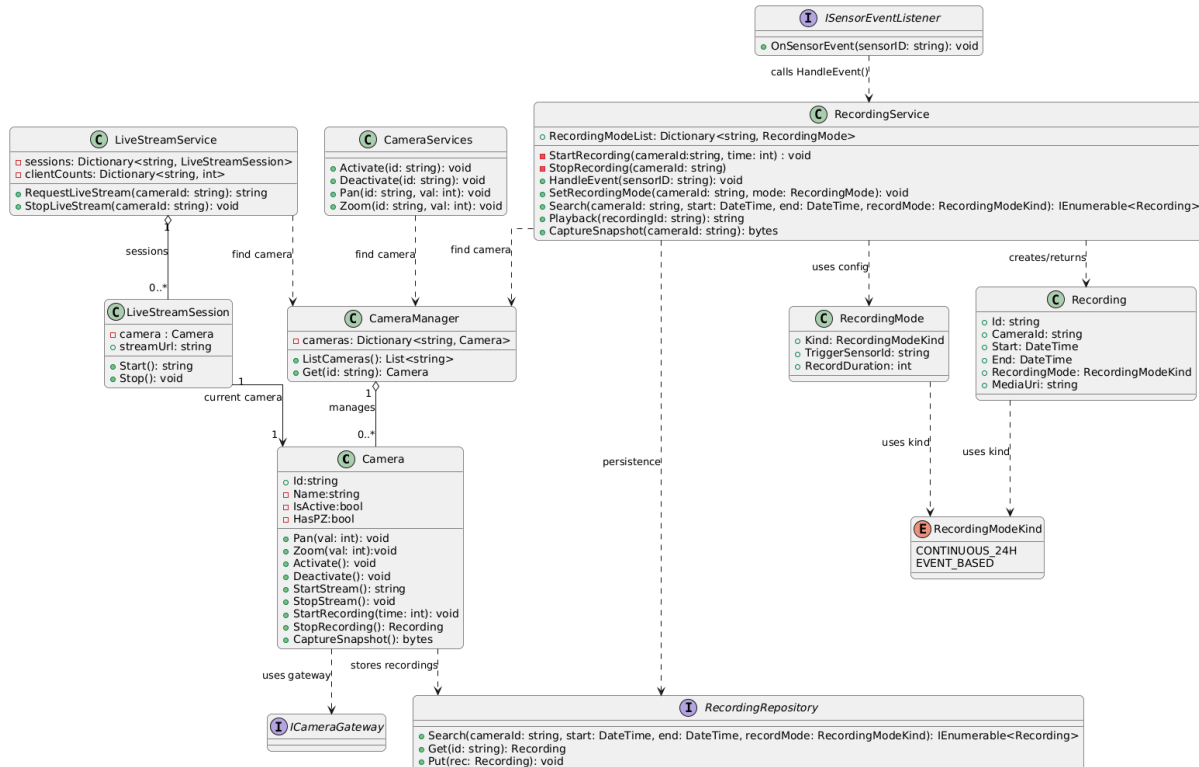 I ISensorEventListener
OnSensorEvent(sensorID: string): void
calls HandleEvent()
C RecordingService
RecordingModeList: Dictionary<string, RecordingMode>
StartRecording(cameraId:string, time: int) : void
StopRecording(cameraId: string)
HandleEvent(sensorID: string): void
SetRecordingMode(cameraId: string, mode: RecordingMode): void
Search(cameraId: string, start: DateTime, end: DateTime, recordMode: RecordingModeKind): IEnumerable<Recording>
Playback(recordingId: string): string
CaptureSnapshot(cameraId: string): bytes
C LiveStreamService
sessions: Dictionary<string, LiveStreamSession>
clientCounts: Dictionary<string, int>
RequestLiveStream(cameraId: string): string
StopLiveStream(cameraId: string): void
C CameraServices
Activate(id: string): void
Deactivate(id: string): void
Pan(id: string, val: int): void
Zoom(id: string, val: int): void
1
sessions
0..*
find camera
find camera
find camera
uses config
creates/returns
C LiveStreamSession
camera : Camera
streamUrl: string
Start(): string
Stop(): void
C CameraManager
cameras: Dictionary<string, Camera>
ListCameras(): List<string>
Get(id: string): Camera
C RecordingMode
Kind: RecordingModeKind
TriggerSensorId: string
RecordDuration: int
C Recording
Id: string
CameraId: string
Start: DateTime
End: DateTime
RecordingMode: RecordingModeKind
MediaUri: string
1
current camera
1
1
manages
0..*
persistence
uses kind
uses kind
C Camera
Id:string
Name:string
IsActive:bool
HasPZ:bool
Pan(val: int): void
Zoom(val: int):void
Activate(): void
Deactivate(): void
StartStream(): string
StopStream(): void
StartRecording(time: int): void
StopRecording(): Recording
CaptureSnapshot(): bytes
E RecordingModeKind
CONTINUOUS_24H
EVENT_BASED
uses gateway
stores recordings
I ICameraGateway
I RecordingRepository
Search(cameraId: string, start: DateTime, end: DateTime, recordMode: RecordingModeKind): IEnumerable<Recording>
Get(id: string): Recording
Put(rec: Recording): void